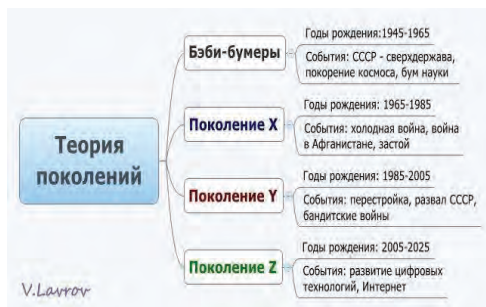 Теория
поколений
Бэби-бумеры
Годы рождения:1945-1965
События: СССР - сверхдержава,
покорение космоса, бум науки
Поколение X
Годы рождения: 1965-1985
События: холодная война, война
в Афганистане, застой
Поколение Y
Годы рождения: 1985-2005
События: перестройка, развал СССР,
бандитские войны
Поколение Z
Годы рождения: 2005-2025
События: развитие цифровых
технологий, Интернет
V.Lavrov